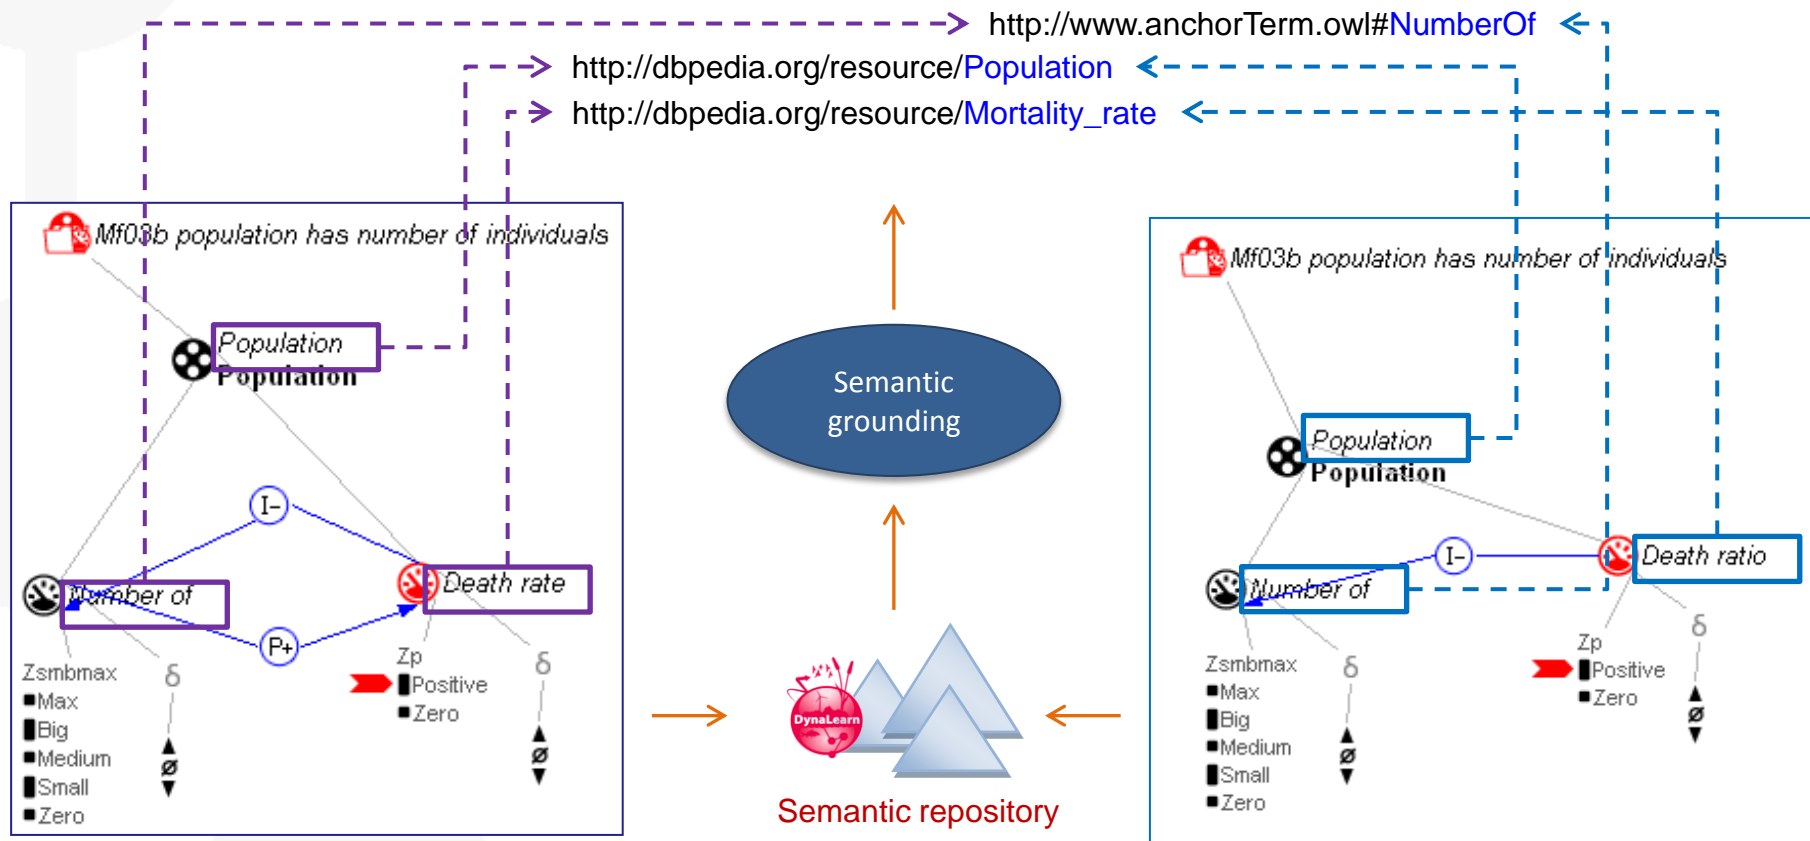 http://www.anchorTerm.owl#NumberOf
http://dbpedia.org/resource/Population
http://dbpedia.org/resource/Mortality_rate
Mf03b population has number of individuals
Population
Population
I-
Number of
Death rate
P+
Zsmbmax
Max
Big
Medium
Small
Zero
δ
Zp
Positive
Zero
δ
Semantic
grounding
DynaLearn
Semantic repository
Mf03b population has number of individuals
Population
Population
I-
Number of
Death ratio
Zsmbmax
Max
Big
Medium
Small
Zero
δ
Zp
Positive
Zero
δ